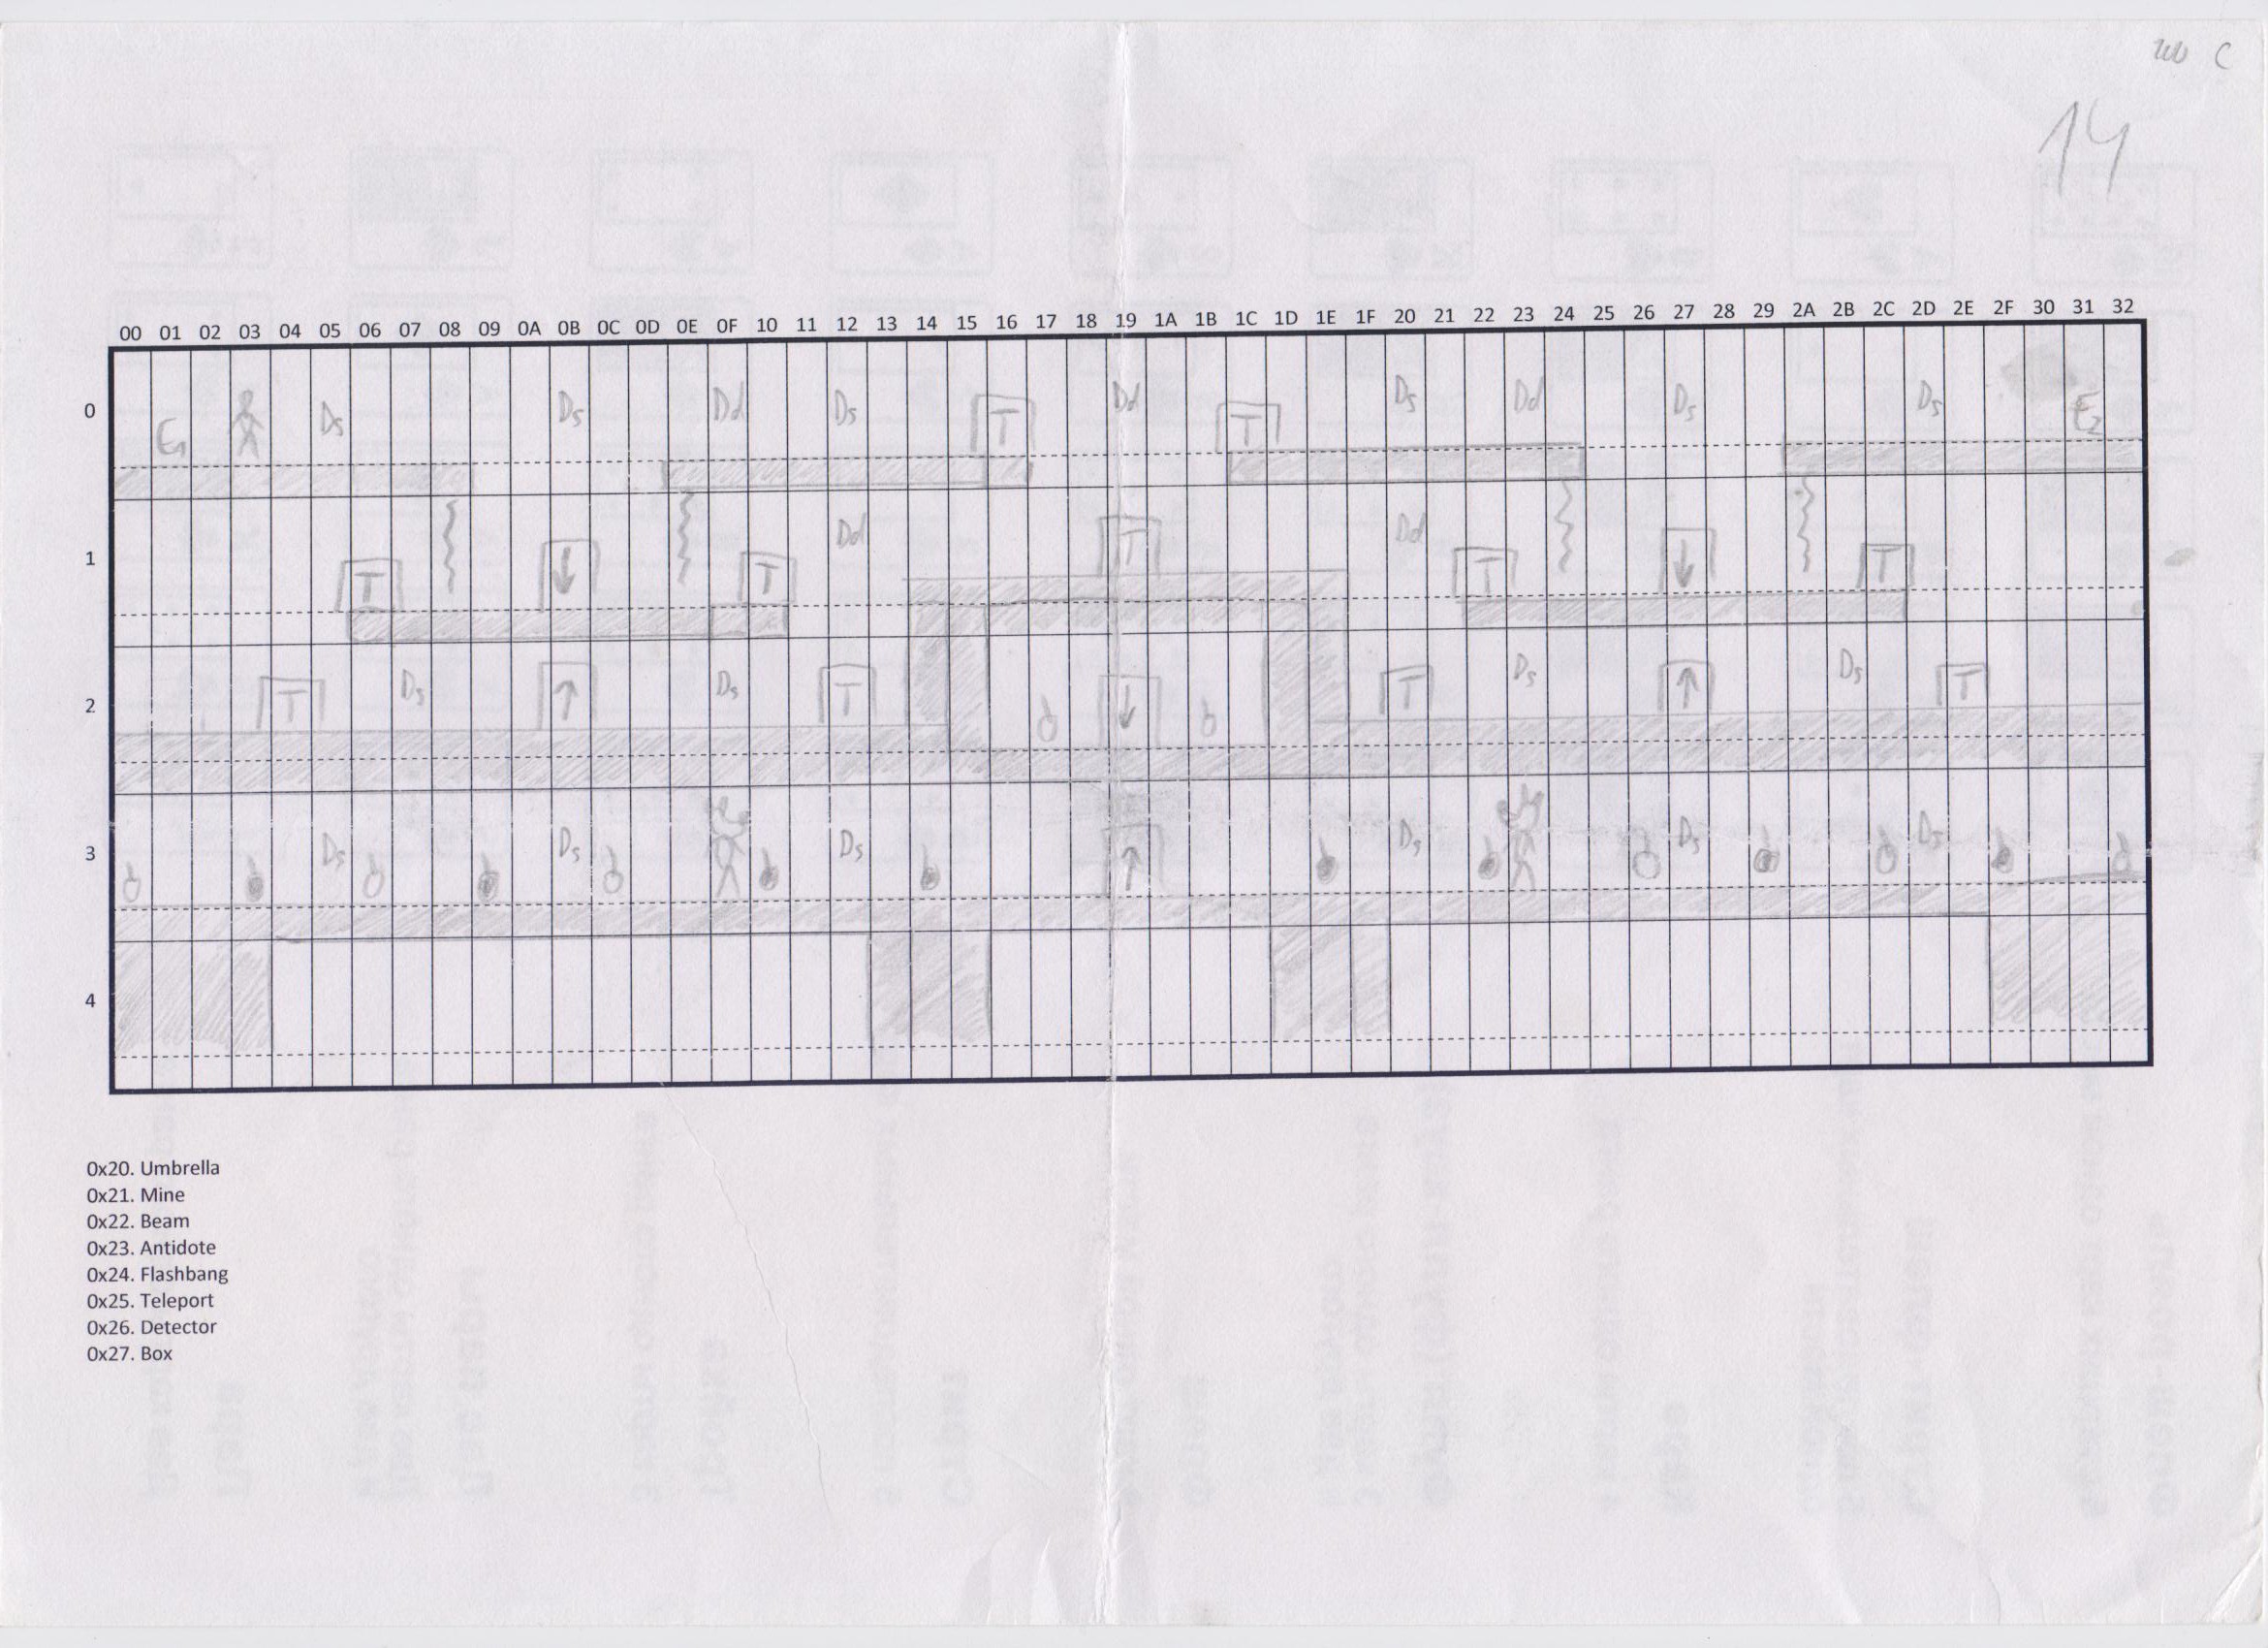 C
14
00 01 02 03 04 05 06 07 08 09 0A 0B 0C 0D 0E 0F 10 11 12 13 14 15 16 17 18 19 1A 1B 1C 1D 1E 1F 20 21 22 23 24 25 26 27 28 29 2A 2B 2C 2D 2E 2F 30 31 32
0 E1 Ds Ds Dd Ds T Dd T Ds Dd Ds Ds E2
1 T ↓ T Dd T Dd T ↓ T
2 T Ds ↑ Ds T ↓ T Ds ↑ Ds T
3 Ds Ds Ds ↑ Ds Ds Ds
4
0x20. Umbrella
0x21. Mine
0x22. Beam
0x23. Antidote
0x24. Flashbang
0x25. Teleport
0x26. Detector
0x27. Box